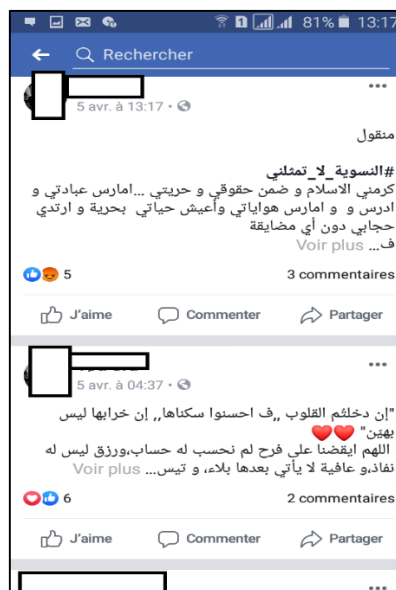 81% 13:17
Rechercher
5 avr. à 13:17
منقول
#النسوية_لا_تمثلني
كرمني الاسلام و ضمن حقوقي و حريتي ...امارس عبادتي و
ادرس و و امارس هواياتي وأعيش حياتي بحرية و ارتدي
حجابي دون أي مضايقة
ف... Voir plus
5 3 commentaires
J'aime Commenter Partager
5 avr. à 04:37
"إن دخلتُم القلوب ,,ف احسنوا سكناها,, إن خرابها ليس
بهيّن" ❤️❤️
اللهم ايقضنا على فرح لم نحسب له حساب،ورزق ليس له
نفاذ،و عافية لا يأتي بعدها بلاء، و تيس... Voir plus
6 2 commentaires
J'aime Commenter Partager